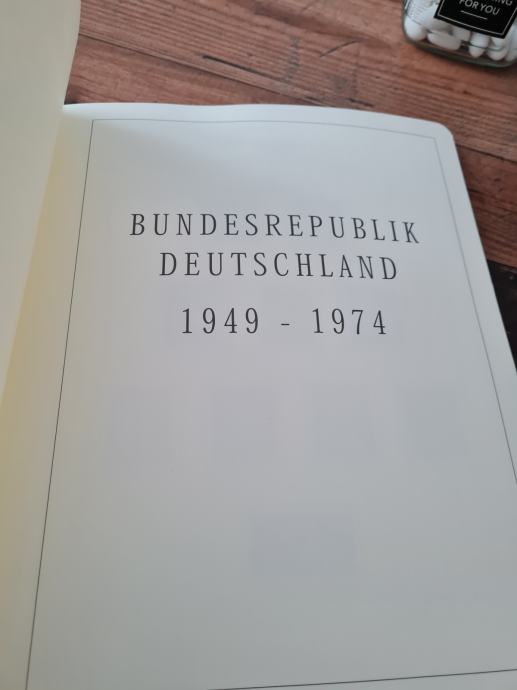 FOR YOU
BUNDESREPUBLIK
DEUTSCHLAND
1949 - 1974